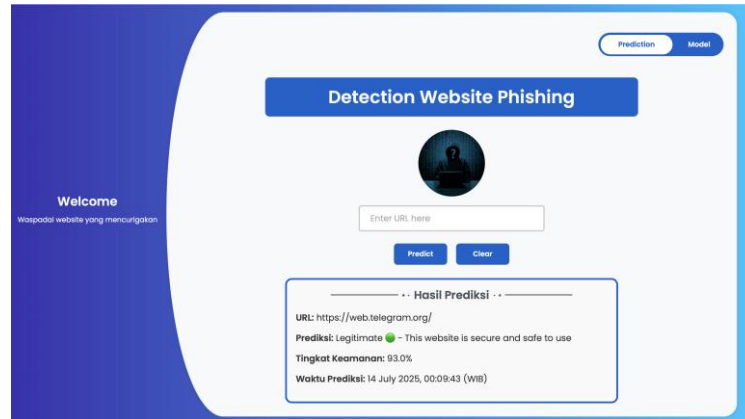 Prediction Model
Detection Website Phishing
?
Welcome
Waspadai website yang mencurigakan
Enter URL here
Predict Clear
Hasil Prediksi
URL: https://web.telegram.org/
Prediksi: Legitimate 🟢 - This website is secure and safe to use
Tingkat Keamanan: 93.0%
Waktu Prediksi: 14 July 2025, 00:09:43 (WIB)